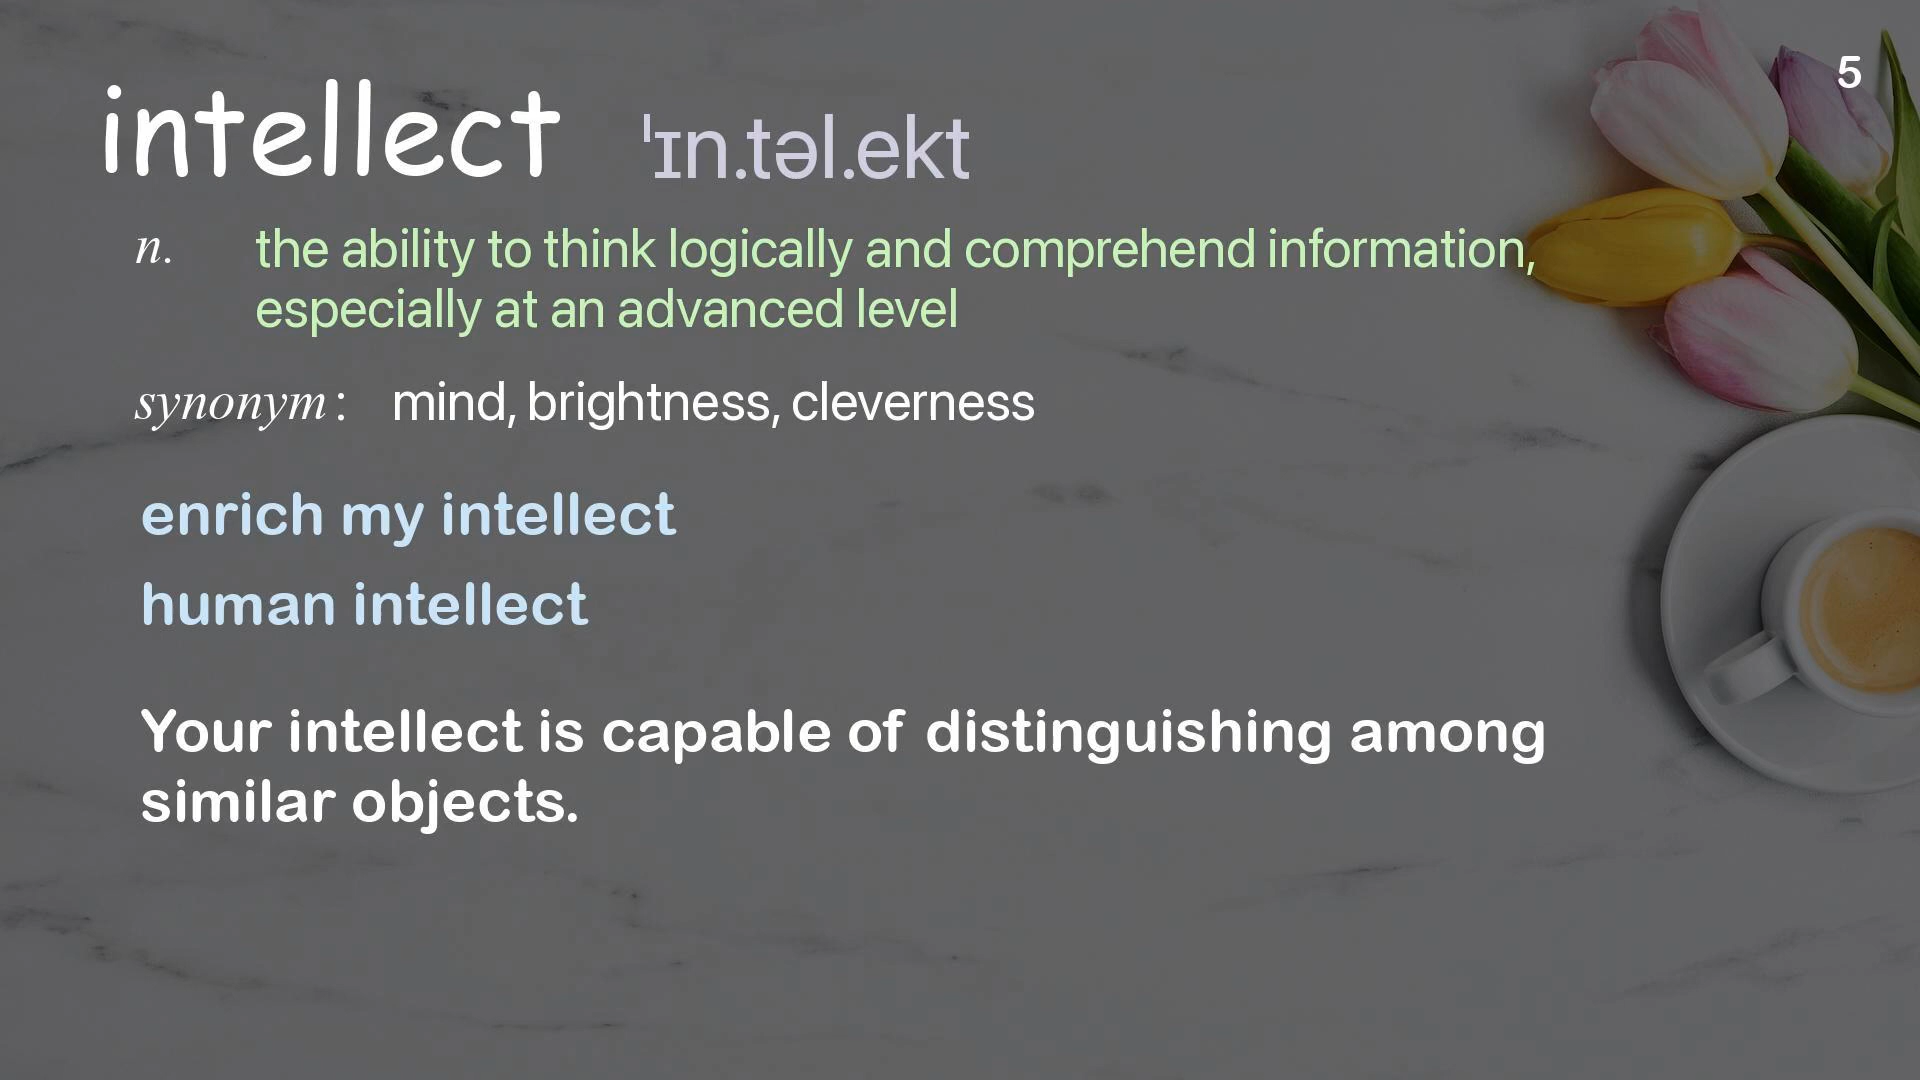 5
intellect ˈɪn.təl.ekt
n. the ability to think logically and comprehend information,
especially at an advanced level
synonym: mind, brightness, cleverness
enrich my intellect
human intellect
Your intellect is capable of distinguishing among
similar objects.